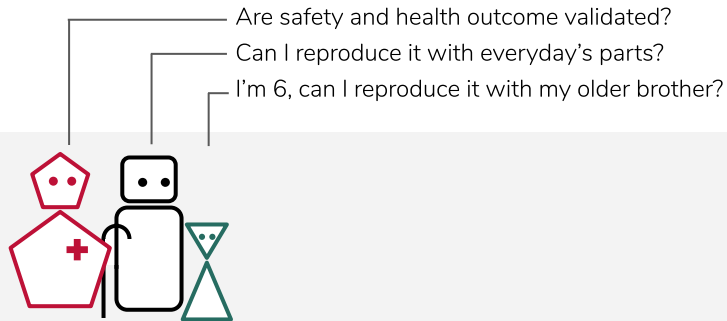 Are safety and health outcome validated?
Can I reproduce it with everyday's parts?
I'm 6, can I reproduce it with my older brother?